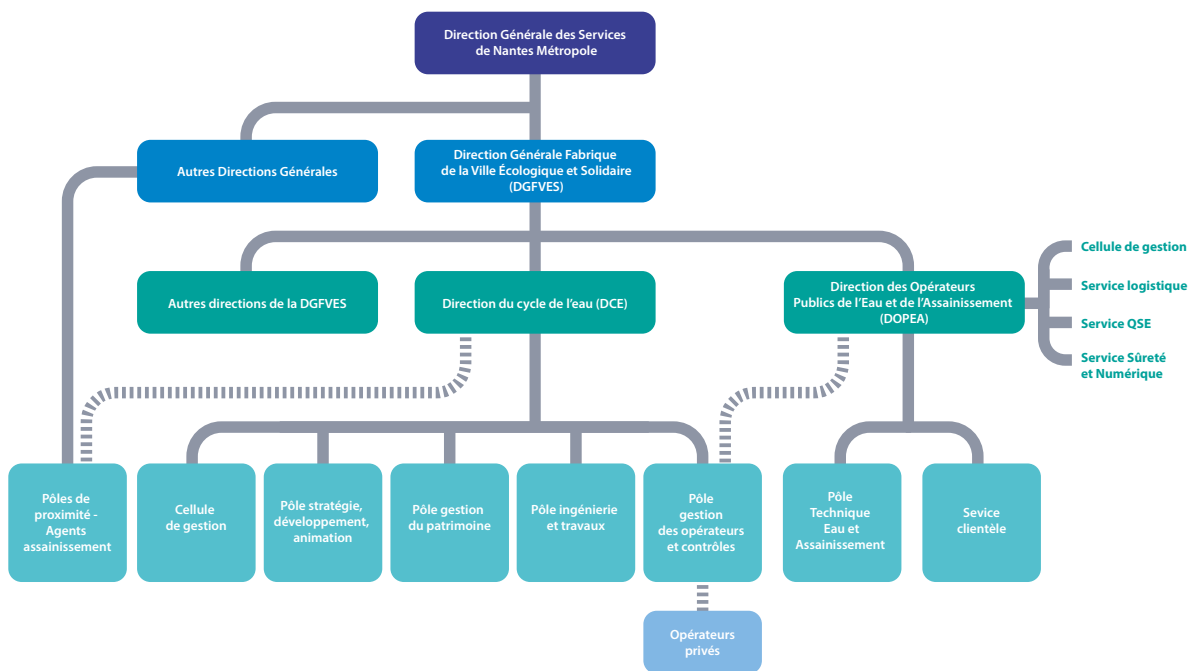 Direction Générale des Services
de Nantes Métropole
Autres Directions Générales
Direction Générale Fabrique
de la Ville Écologique et Solidaire
(DGFVES)
Autres directions de la DGFVES
Direction du cycle de l'eau (DCE)
Direction des Opérateurs
Publics de l'Eau et de l'Assainissement
(DOPEA)
Cellule de gestion
Service logistique
Service QSE
Service Sûreté
et Numérique
Pôles de
proximité -
Agents
assainissement
Cellule
de gestion
Pôle stratégie,
développement,
animation
Pôle gestion
du patrimoine
Pôle ingénierie
et travaux
Pôle
gestion
des opérateurs
et contrôles
Pôle
Technique
Eau et
Assainissement
Sevice
clientèle
Opérateurs
privés